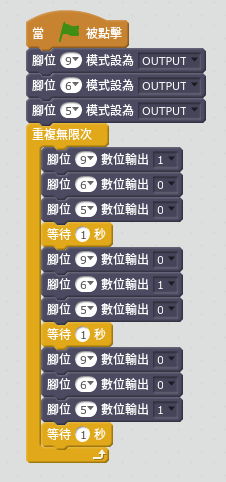 當 被點擊
腳位 9 模式設為 OUTPUT
腳位 6 模式設為 OUTPUT
腳位 5 模式設為 OUTPUT
重複無限次
腳位 9 數位輸出 1
腳位 6 數位輸出 0
腳位 5 數位輸出 0
等待 1 秒
腳位 9 數位輸出 0
腳位 6 數位輸出 1
腳位 5 數位輸出 0
等待 1 秒
腳位 9 數位輸出 0
腳位 6 數位輸出 0
腳位 5 數位輸出 1
等待 1 秒